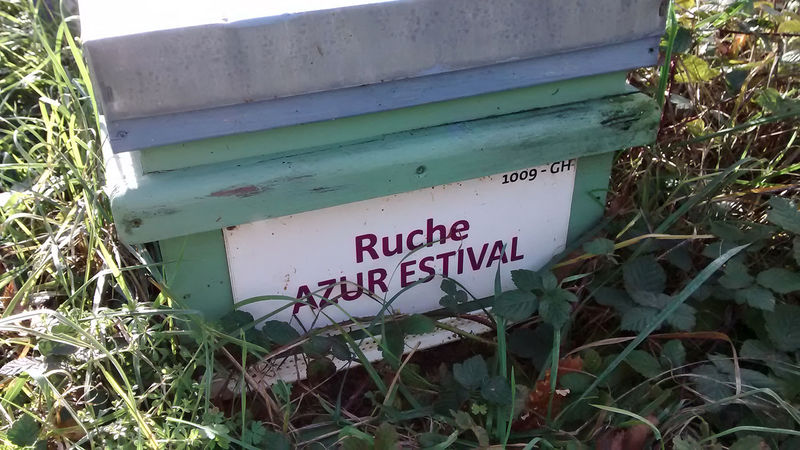 1009 - GH
Ruche
AZUR ESTIVAL